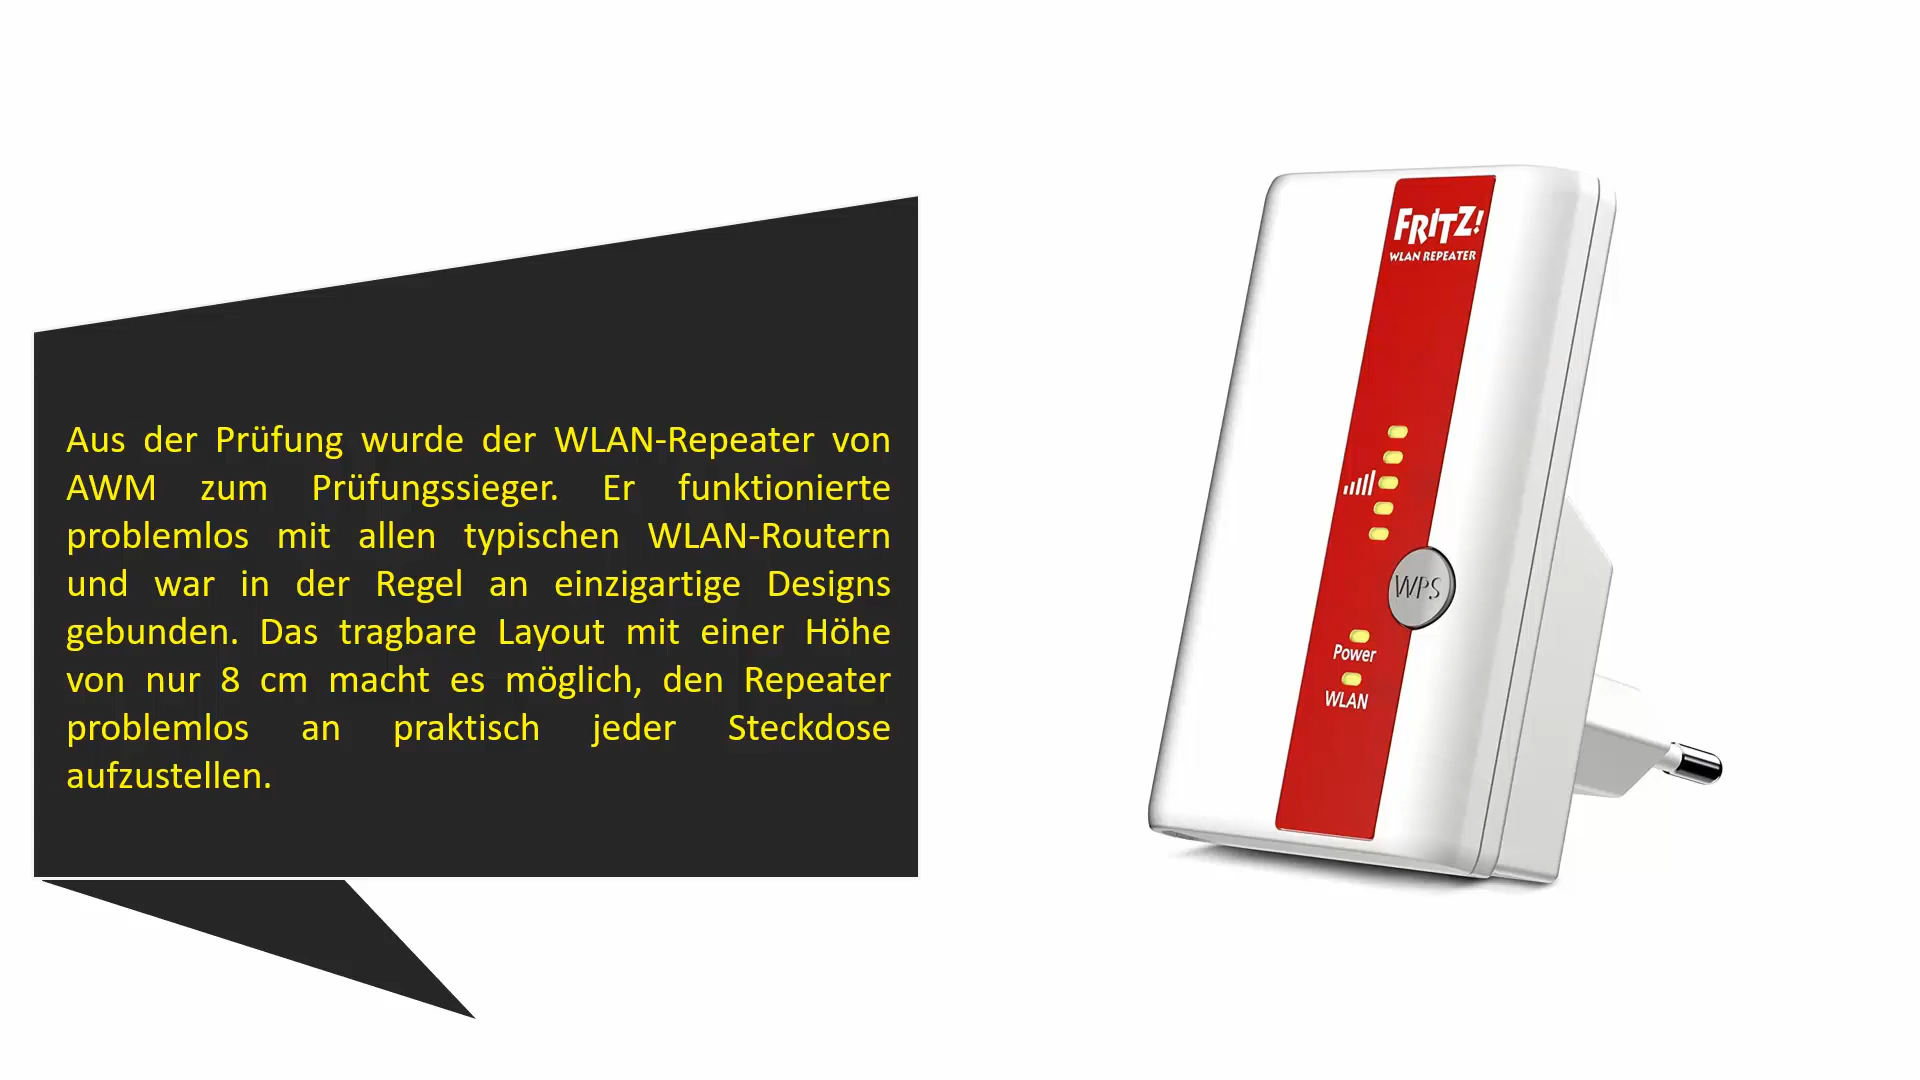 Aus der Prüfung wurde der WLAN-Repeater von
AWM zum Prüfungssieger. Er funktionierte
problemlos mit allen typischen WLAN-Routern
und war in der Regel an einzigartige Designs
gebunden. Das tragbare Layout mit einer Höhe
von nur 8 cm macht es möglich, den Repeater
problemlos an praktisch jeder Steckdose
aufzustellen.
FRITZ!
WLAN REPEATER
WPS
Power
WLAN